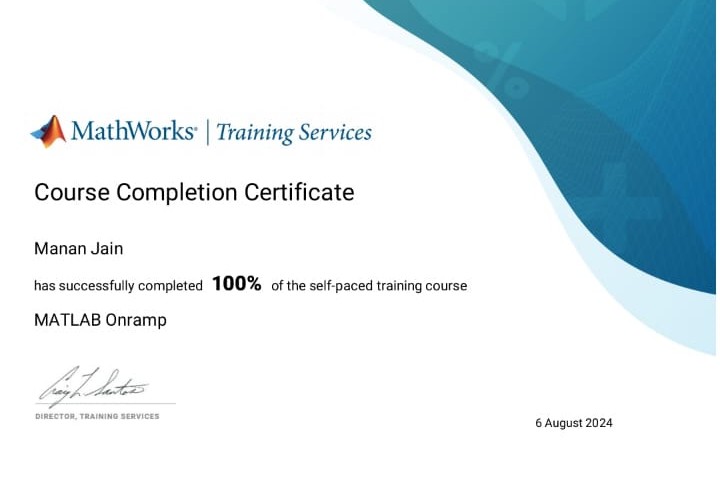 MathWorks® | Training Services
Course Completion Certificate
Manan Jain
has successfully completed 100% of the self-paced training course
MATLAB Onramp
Craig L. Santos
DIRECTOR, TRAINING SERVICES
6 August 2024
%
+